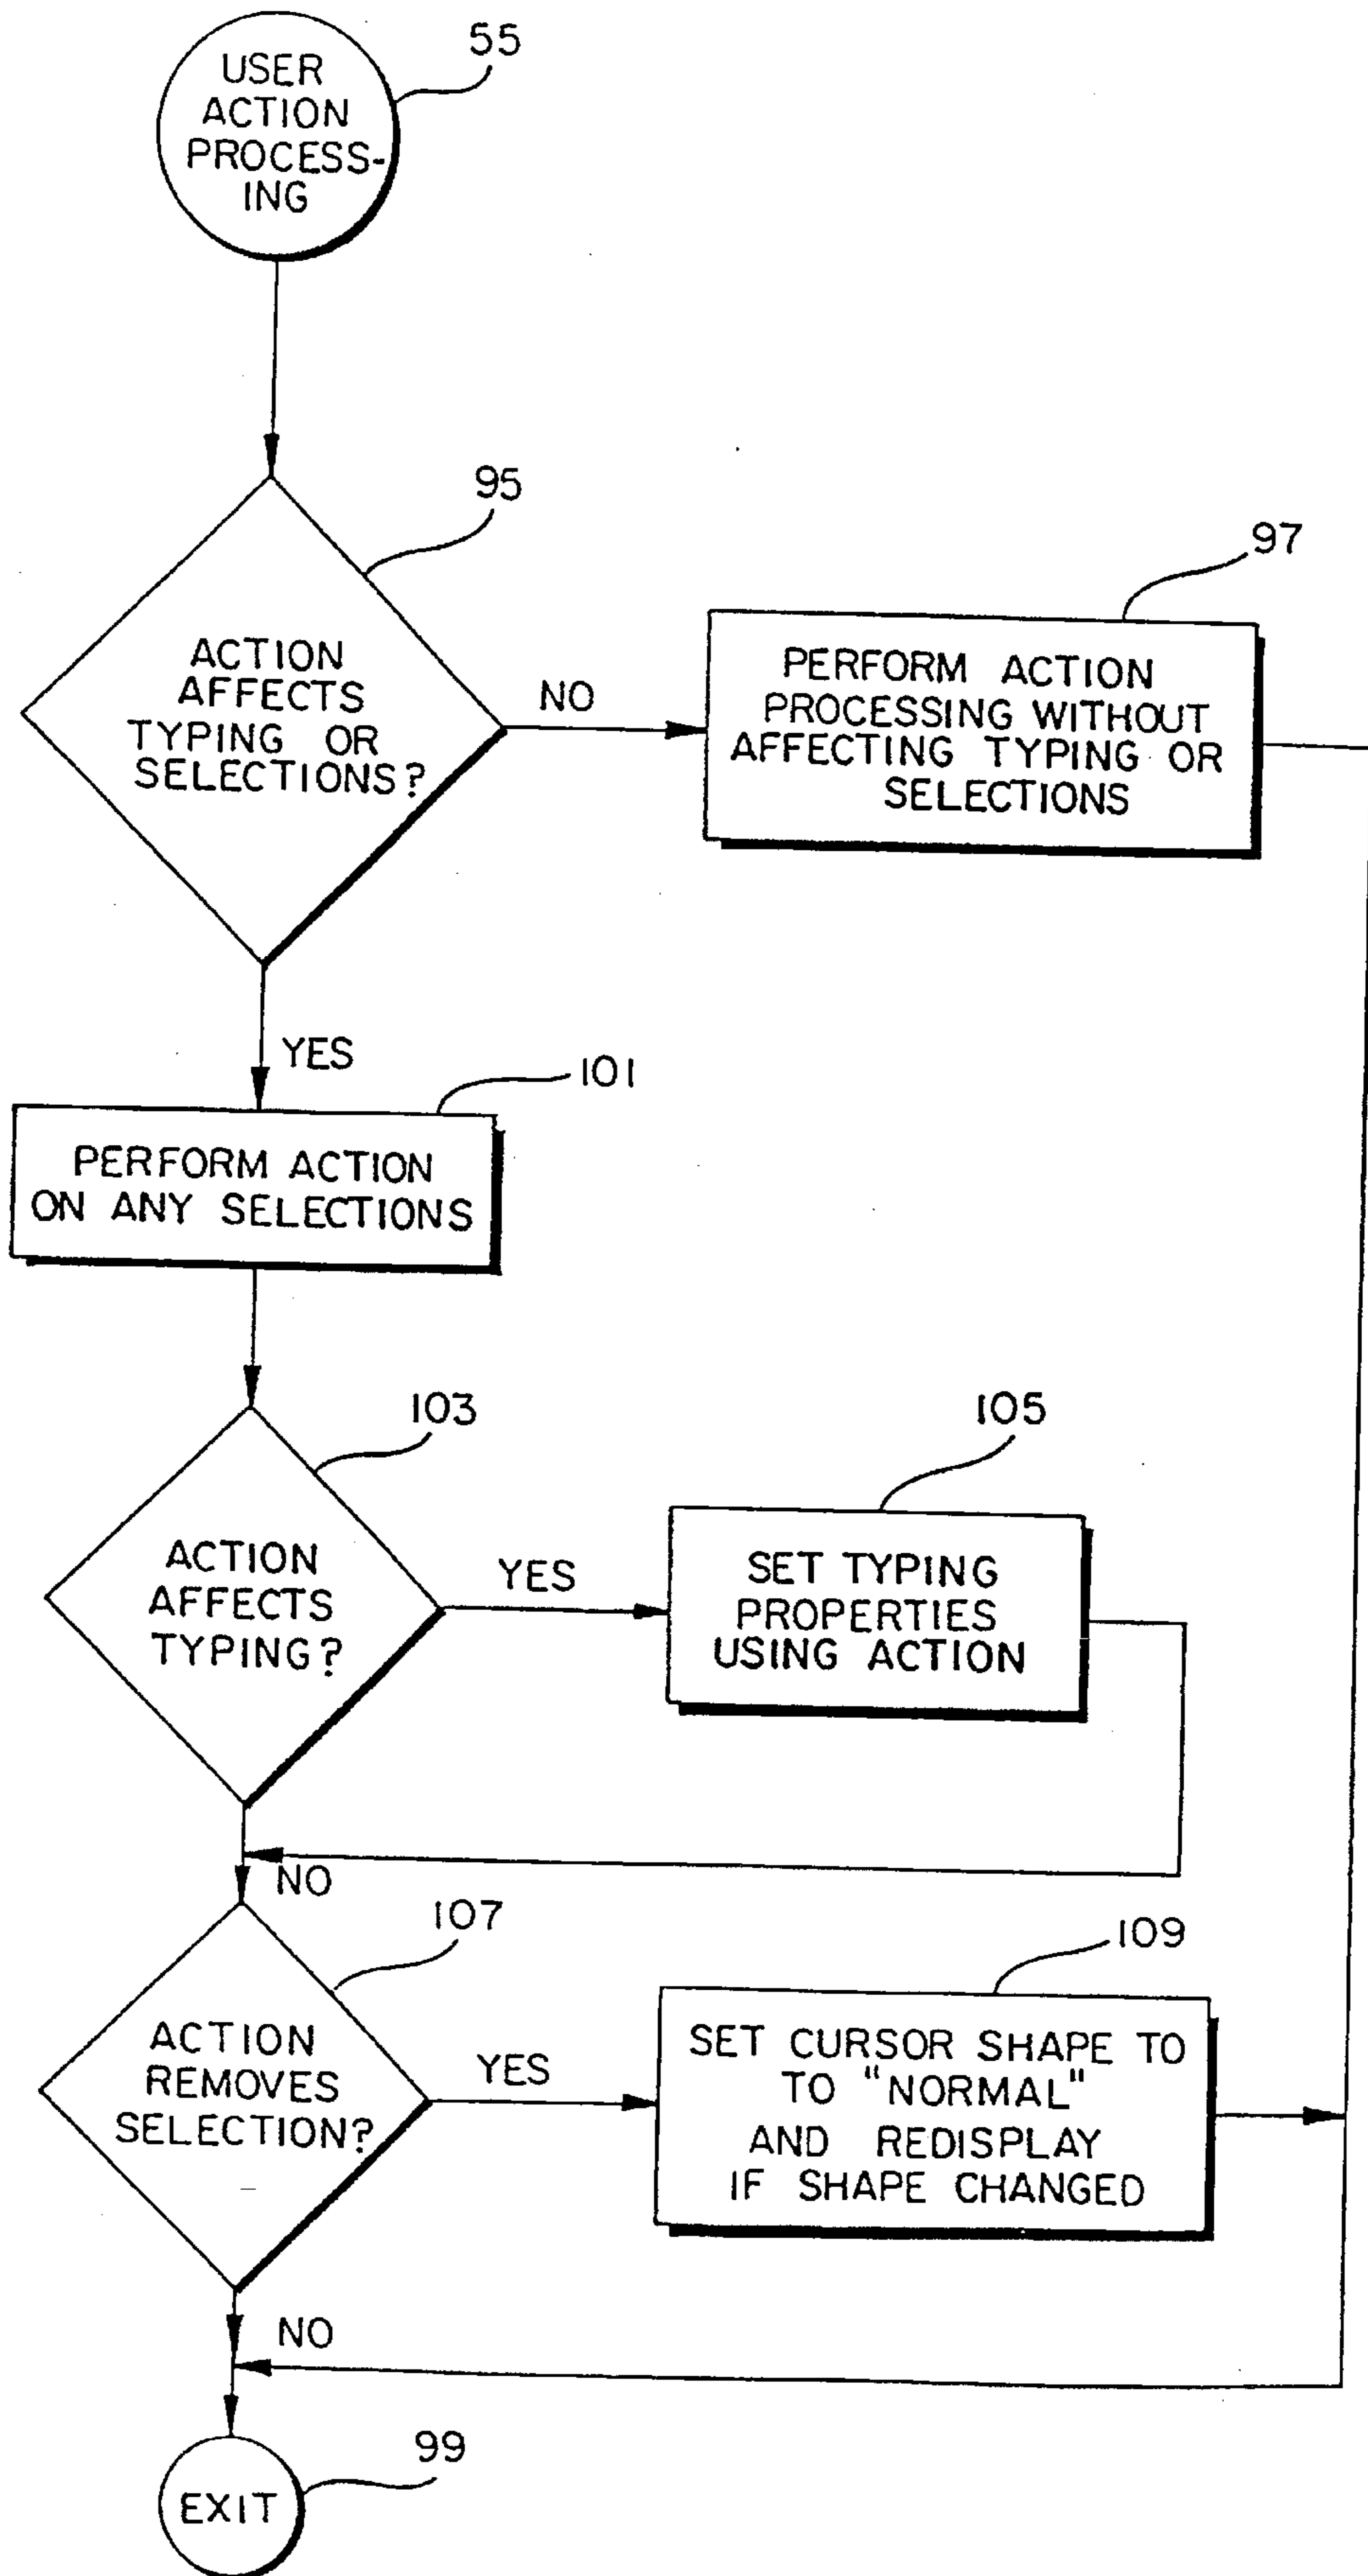 55
USER
ACTION
PROCESS-
ING
95
ACTION
AFFECTS
TYPING OR
SELECTIONS?
NO
97
PERFORM ACTION
PROCESSING WITHOUT
AFFECTING TYPING OR
SELECTIONS
YES
101
PERFORM ACTION
ON ANY SELECTIONS
103
ACTION
AFFECTS
TYPING?
YES
105
SET TYPING
PROPERTIES
USING ACTION
NO
107
ACTION
REMOVES
SELECTION?
YES
109
SET CURSOR SHAPE TO
TO "NORMAL"
AND REDISPLAY
IF SHAPE CHANGED
NO
99
EXIT